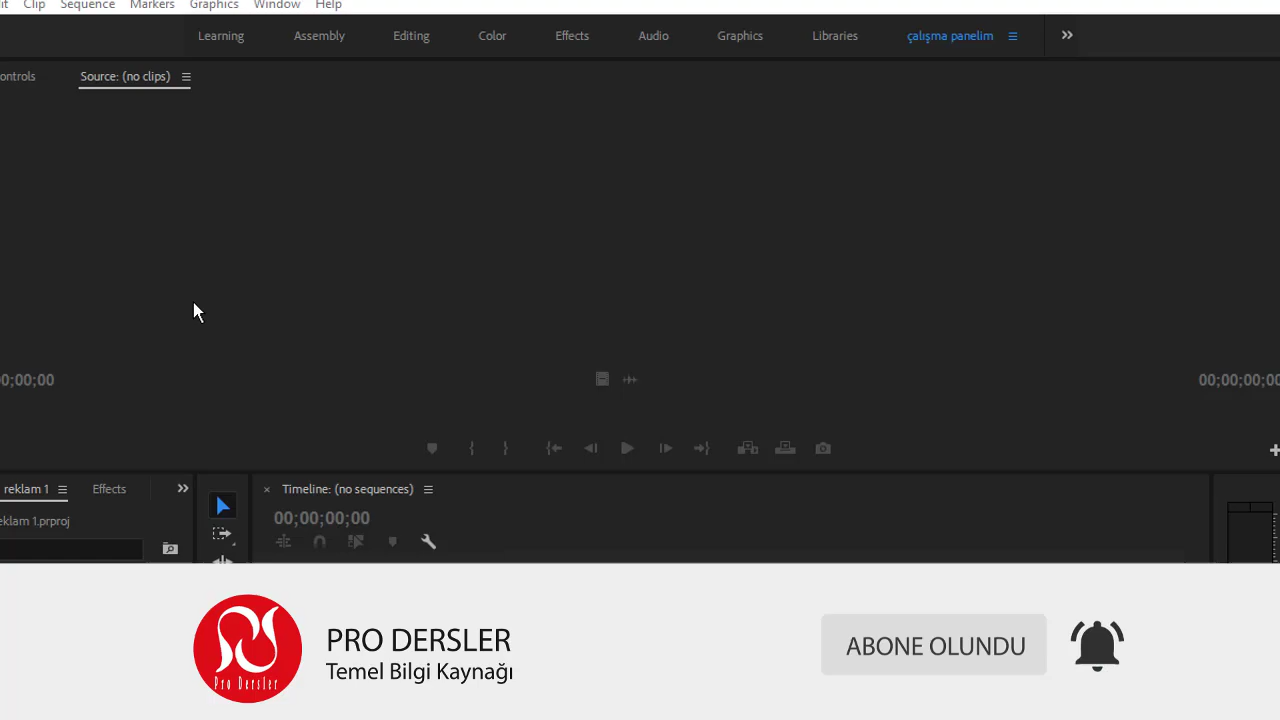 it Clip Sequence Markers Graphics Window Help
Learning Assembly Editing Color Effects Audio Graphics Libraries çalışma panelim
ontrols Source: (no clips)
00;00;00 00;00;00;00
reklam 1 Effects Timeline: (no sequences)
eklam 1.prproj 00;00;00;00
PRO DERSLER
Temel Bilgi Kaynağı
Pro Dersler
ABONE OLUNDU